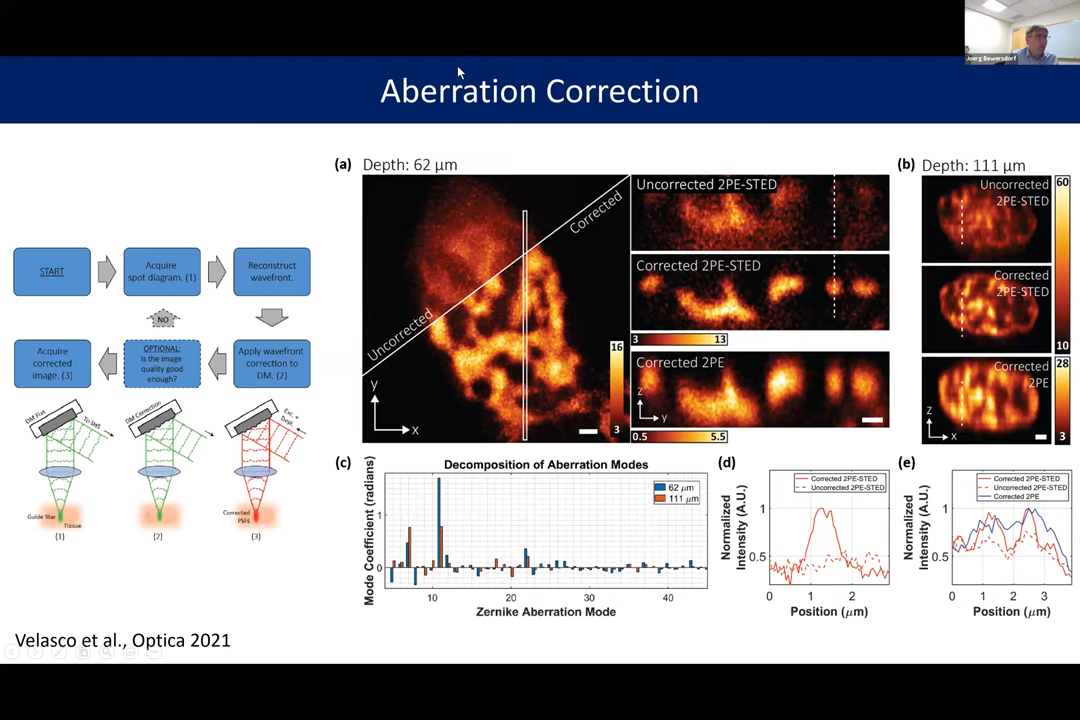 Joerg Bewersdorf
Aberration Correction
START
Acquire
spot diagram. (1)
Reconstruct
wavefront.
NO
Acquire
corrected
image. (3)
OPTIONAL:
Is the image
quality good
enough?
Apply wavefront
correction to
DM. (2)
DM Flat
To SHS
DM Correction
Exc. +
Depl.
Guide Star
Tissue
Corrected
PSFs
(1)
(2)
(3)
(a) Depth: 62 μm
Uncorrected
Corrected
y
x
16
3
Uncorrected 2PE-STED
Corrected 2PE-STED
3 13
Corrected 2PE
z
y
0.5 5.5
(b) Depth: 111 μm
Uncorrected
2PE-STED
Corrected
2PE-STED
Corrected
2PE
z
x
60
10
28
3
(c)
Decomposition of Aberration Modes
Mode Coefficient (radians)
1
0
62 μm
111 μm
10 20 30 40
Zernike Aberration Mode
(d)
Corrected 2PE-STED
Uncorrected 2PE-STED
Normalized
Intensity (A.U.)
1
0.5
0 1 2
Position (μm)
(e)
Corrected 2PE-STED
Uncorrected 2PE-STED
Corrected 2PE
Normalized
Intensity (A.U.)
1
0.5
0 1 2 3
Position (μm)
Velasco et al., Optica 2021